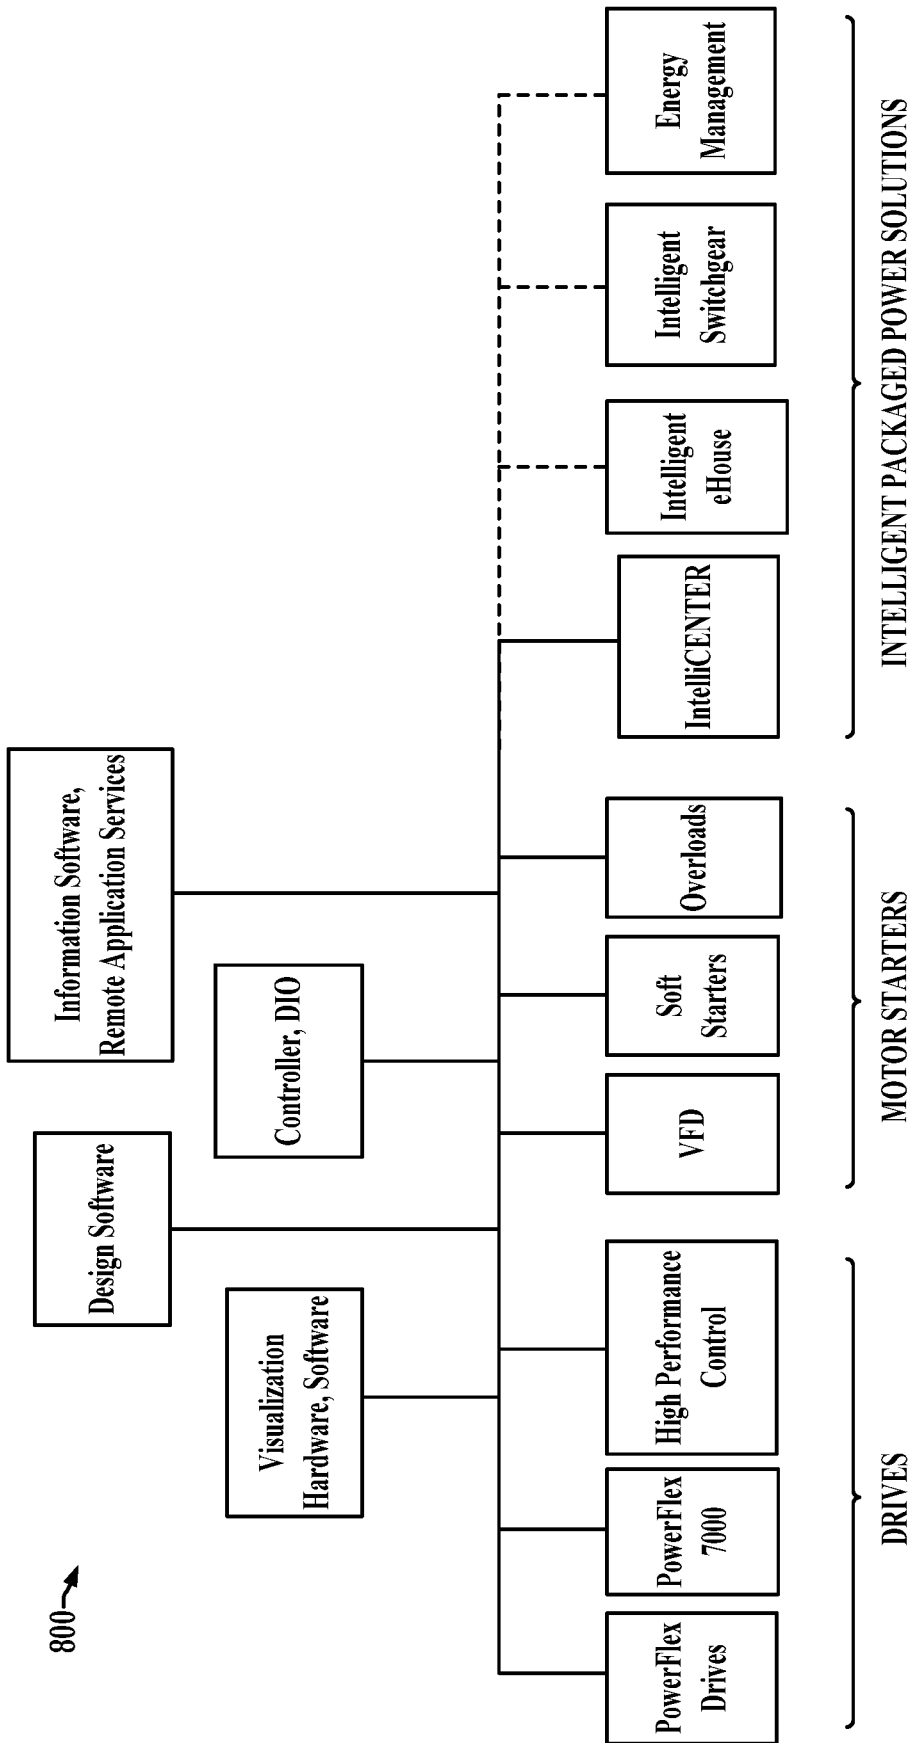 800
Design Software
Information Software,
Remote Application Services
Visualization
Hardware, Software
Controller, DIO
PowerFlex
Drives
PowerFlex
7000
High Performance
Control
VFD
Soft
Starters
Overloads
IntelliCENTER
Intelligent
eHouse
Intelligent
Switchgear
Energy
Management
DRIVES
MOTOR STARTERS
INTELLIGENT PACKAGED POWER SOLUTIONS